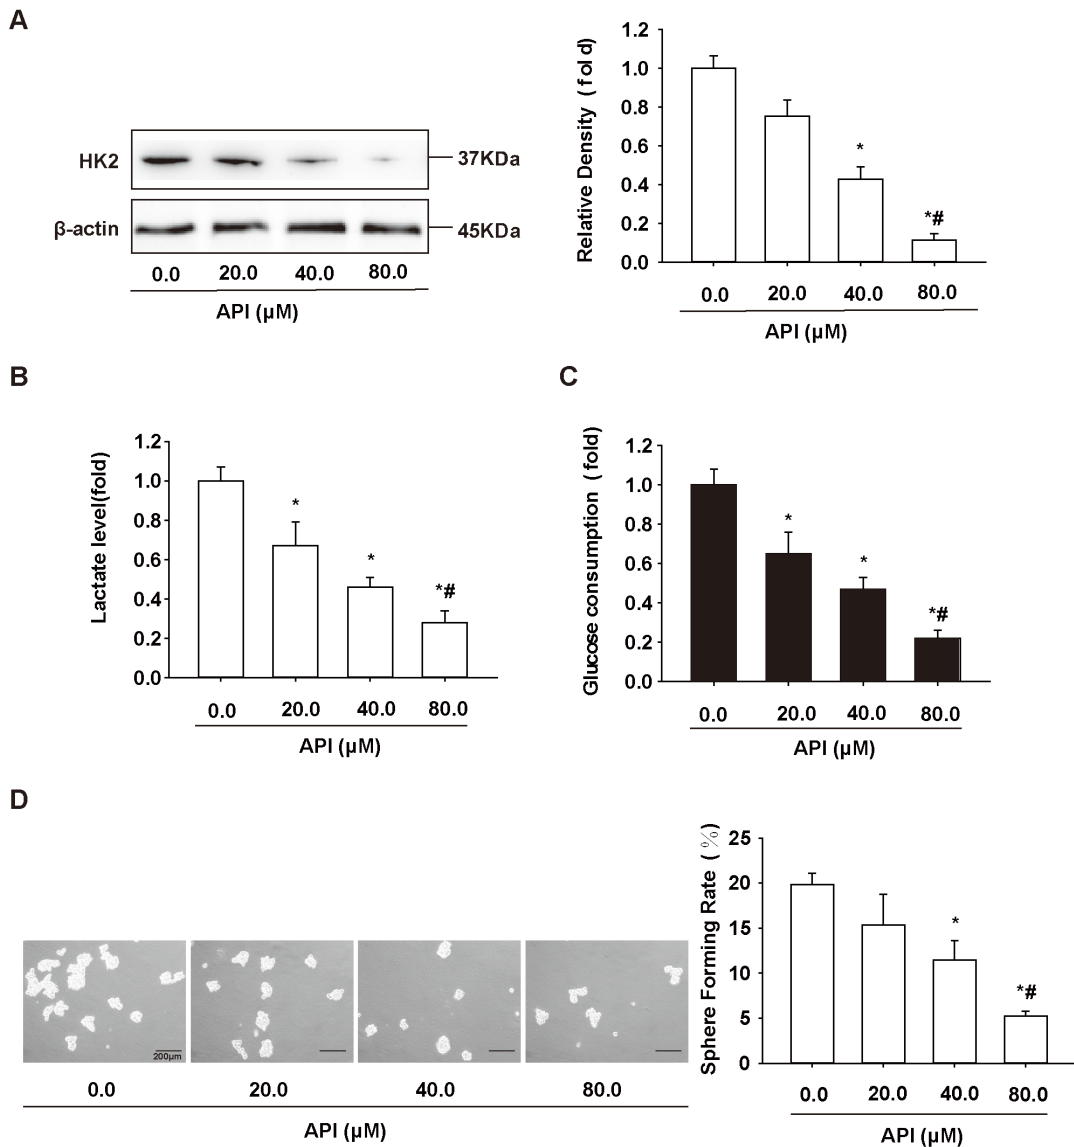 A
HK2
37KDa
β-actin
45KDa
0.0 20.0 40.0 80.0
API (μM)
Relative Density ( fold)
1.2
1.0
0.8
0.6
0.4
0.2
0.0
*
*#
0.0 20.0 40.0 80.0
API (μM)
B
Lactate level(fold)
1.2
1.0
0.8
0.6
0.4
0.2
0.0
*
*
*#
0.0 20.0 40.0 80.0
API (μM)
C
Glucose consumption ( fold)
1.2
1.0
0.8
0.6
0.4
0.2
0.0
*
*
*#
0.0 20.0 40.0 80.0
API (μM)
D
200μm
0.0 20.0 40.0 80.0
API (μM)
Sphere Forming Rate ( %)
25
20
15
10
5
0
*
*#
0.0 20.0 40.0 80.0
API (μM)